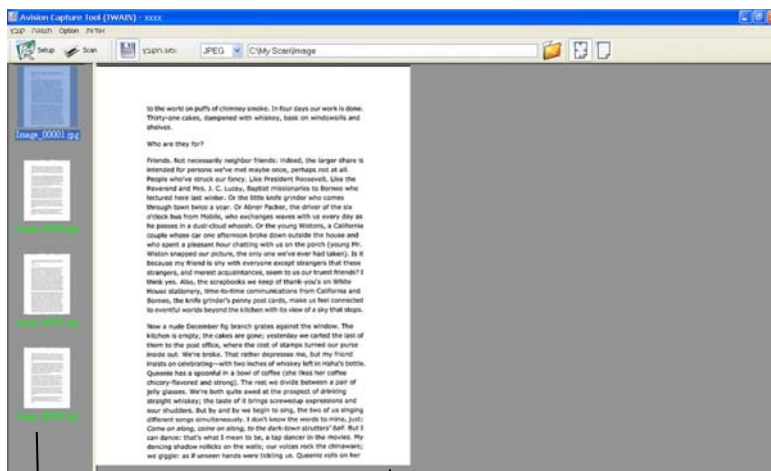 Avision Capture Tool (TWAIN) - xxxx
קובץ תמונה Option אודות
Setup Scan סוג הקובץ JPEG C:\My Scan\Image
Image_00001.jpg
to the world on puffs of chimney smoke. In four days our work is done.
Thirty-one cakes, dampened with whiskey, bask on windowsills and
shelves.
Who are they for?
Friends. Not necessarily neighbor friends: indeed, the larger share is
intended for persons we've met maybe once, perhaps not at all.
People who've struck our fancy. Like President Roosevelt. Like the
Reverend and Mrs. J. C. Lucey, Baptist missionaries to Borneo who
lectured here last winter. Or the little knife grinder who comes
through town twice a year. Or Abner Packer, the driver of the six
o'clock bus from Mobile, who exchanges waves with us every day as
he passes in a dust-cloud whoosh. Or the young Wistons, a California
couple whose car one afternoon broke down outside the house and
who spent a pleasant hour chatting with us on the porch (young Mr.
Wiston snapped our picture, the only one we've ever had taken). Is it
because my friend is shy with everyone except strangers that these
strangers, and merest acquaintances, seem to us our truest friends? I
think yes. Also, the scrapbooks we keep of thank-you's on White
House stationery, time-to-time communications from California and
Borneo, the knife grinder's penny post cards, make us feel connected
to eventful worlds beyond the kitchen with its view of a sky that stops.
Now a nude December fig branch grates against the window. The
kitchen is empty, the cakes are gone; yesterday we carted the last of
them to the post office, where the cost of stamps turned our purse
inside out. We're broke. That rather depresses me, but my friend
insists on celebrating—with two inches of whiskey left in Haha's bottle.
Queenie has a spoonful in a bowl of coffee (she likes her coffee
chicory-flavored and strong). The rest we divide between a pair of
jelly glasses. We're both quite awed at the prospect of drinking
straight whiskey; the taste of it brings screwedup expressions and
sour shudders. But by and by we begin to sing, the two of us singing
different songs simultaneously. I don't know the words to mine, just:
Come on along, come on along, to the dark-town strutters' ball. But I
can dance: that's what I mean to be, a tap dancer in the movies. My
dancing shadow rollicks on the walls; our voices rock the chinaware;
we giggle: as if unseen hands were tickling us. Queenie rolls on her